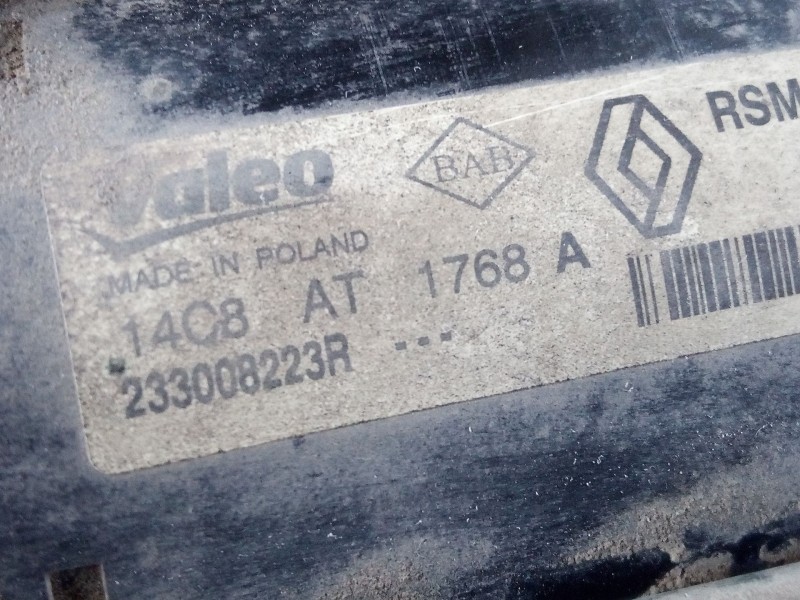 valeo
BAB
RSM
MADE IN POLAND
14C8 AT 1768 A
233008223R ---